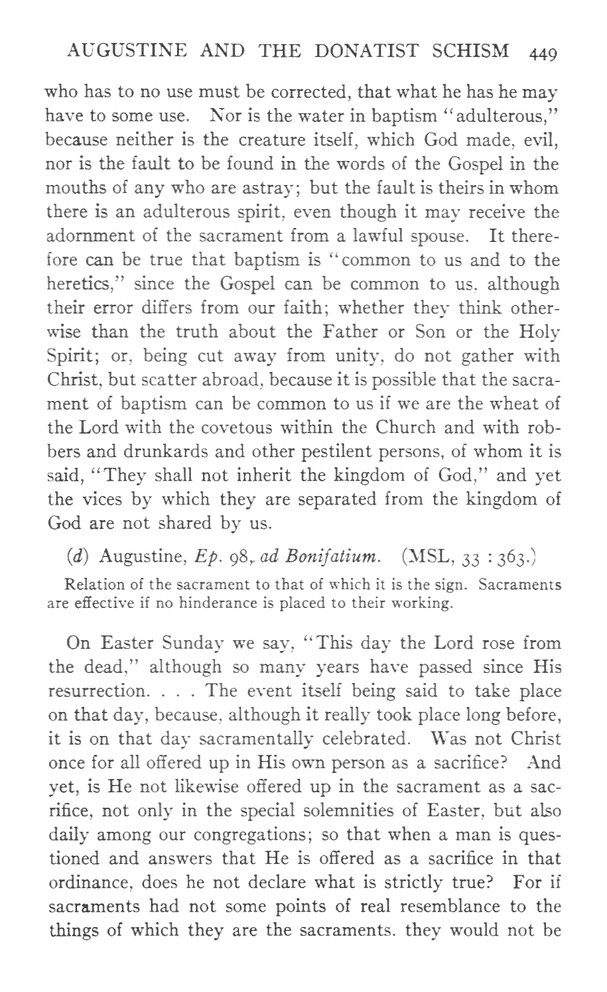 AUGUSTINE AND THE DONATIST SCHISM 449
who has to no use must be corrected, that what he has he may
have to some use. Nor is the water in baptism “adulterous,”
because neither is the creature itself, which God made, evil,
nor is the fault to be found in the words of the Gospel in the
mouths of any who are astray; but the fault is theirs in whom
there is an adulterous spirit, even though it may receive the
adornment of the sacrament from a lawful spouse. It there-
fore can be true that baptism is “common to us and to the
heretics,” since the Gospel can be common to us, although
their error differs from our faith; whether they think other-
wise than the truth about the Father or Son or the Holy
Spirit; or, being cut away from unity, do not gather with
Christ, but scatter abroad, because it is possible that the sacra-
ment of baptism can be common to us if we are the wheat of
the Lord with the covetous within the Church and with rob-
bers and drunkards and other pestilent persons, of whom it is
said, “They shall not inherit the kingdom of God,” and yet
the vices by which they are separated from the kingdom of
God are not shared by us.
(d) Augustine, Ep. 98, ad Bonifatium. (MSL, 33 : 363.)
Relation of the sacrament to that of which it is the sign. Sacraments
are effective if no hinderance is placed to their working.
On Easter Sunday we say, “This day the Lord rose from
the dead,” although so many years have passed since His
resurrection. . . . The event itself being said to take place
on that day, because, although it really took place long before,
it is on that day sacramentally celebrated. Was not Christ
once for all offered up in His own person as a sacrifice? And
yet, is He not likewise offered up in the sacrament as a sac-
rifice, not only in the special solemnities of Easter, but also
daily among our congregations; so that when a man is ques-
tioned and answers that He is offered as a sacrifice in that
ordinance, does he not declare what is strictly true? For if
sacraments had not some points of real resemblance to the
things of which they are the sacraments, they would not be